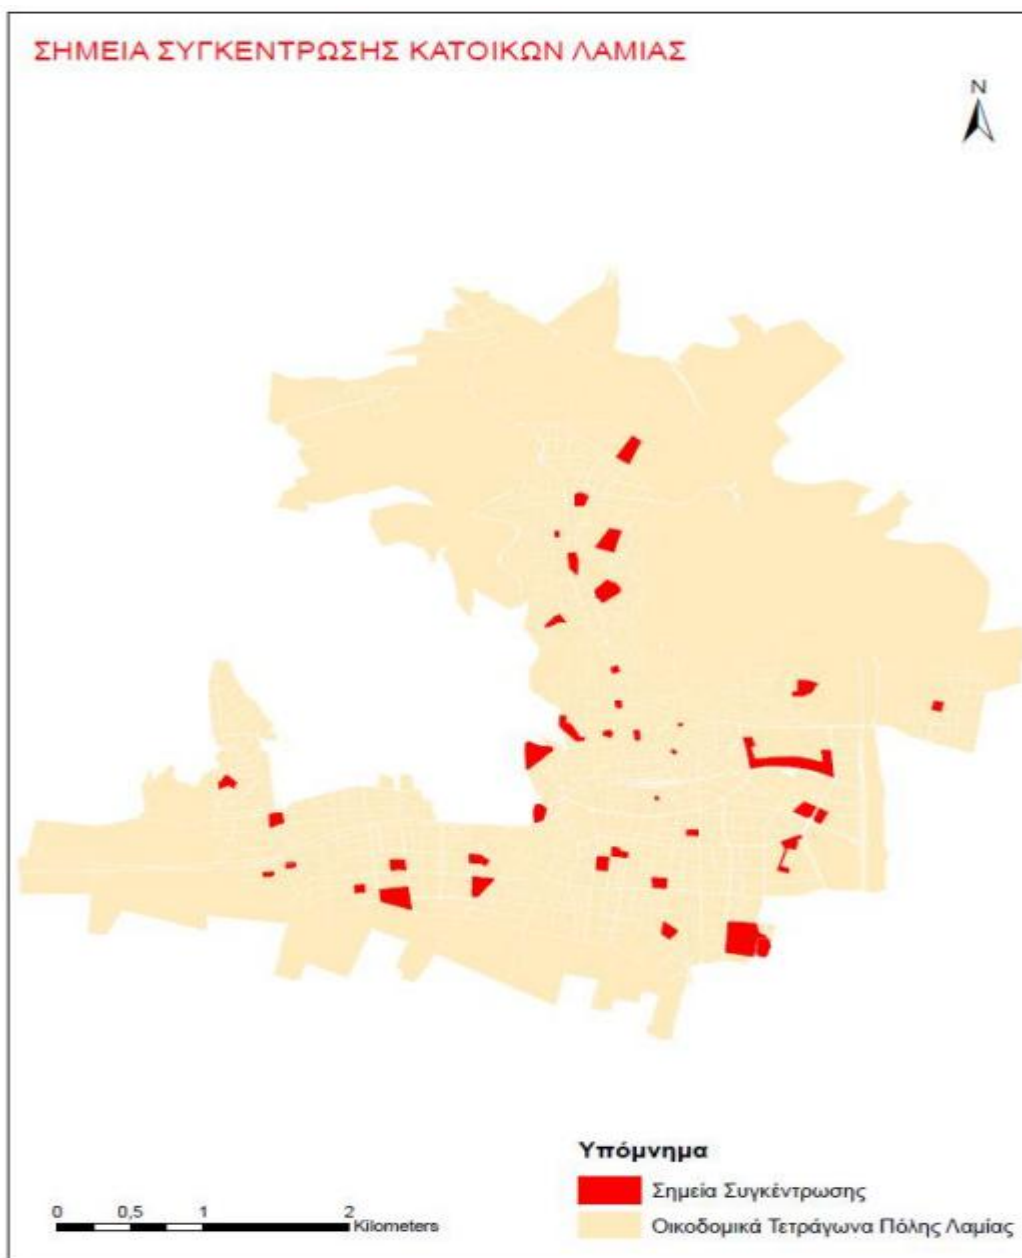 ΣΗΜΕΙΑ ΣΥΓΚΕΝΤΡΩΣΗΣ ΚΑΤΟΙΚΩΝ ΛΑΜΙΑΣ
N
Υπόμνημα
Σημεία Συγκέντρωσης
Οικοδομικά Τετράγωνα Πόλης Λαμίας
0 0,5 1 2
Kilometers